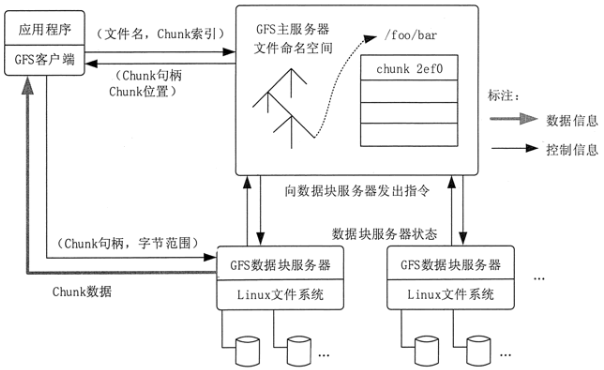 应用程序
GFS客户端
（文件名，Chunk索引）
（Chunk句柄
Chunk位置）
GFS主服务器
文件命名空间
/foo/bar
chunk 2ef0
标注：
数据信息
控制信息
向数据块服务器发出指令
数据块服务器状态
（Chunk句柄，字节范围）
Chunk数据
GFS数据块服务器
Linux文件系统
...
GFS数据块服务器
Linux文件系统
...
...